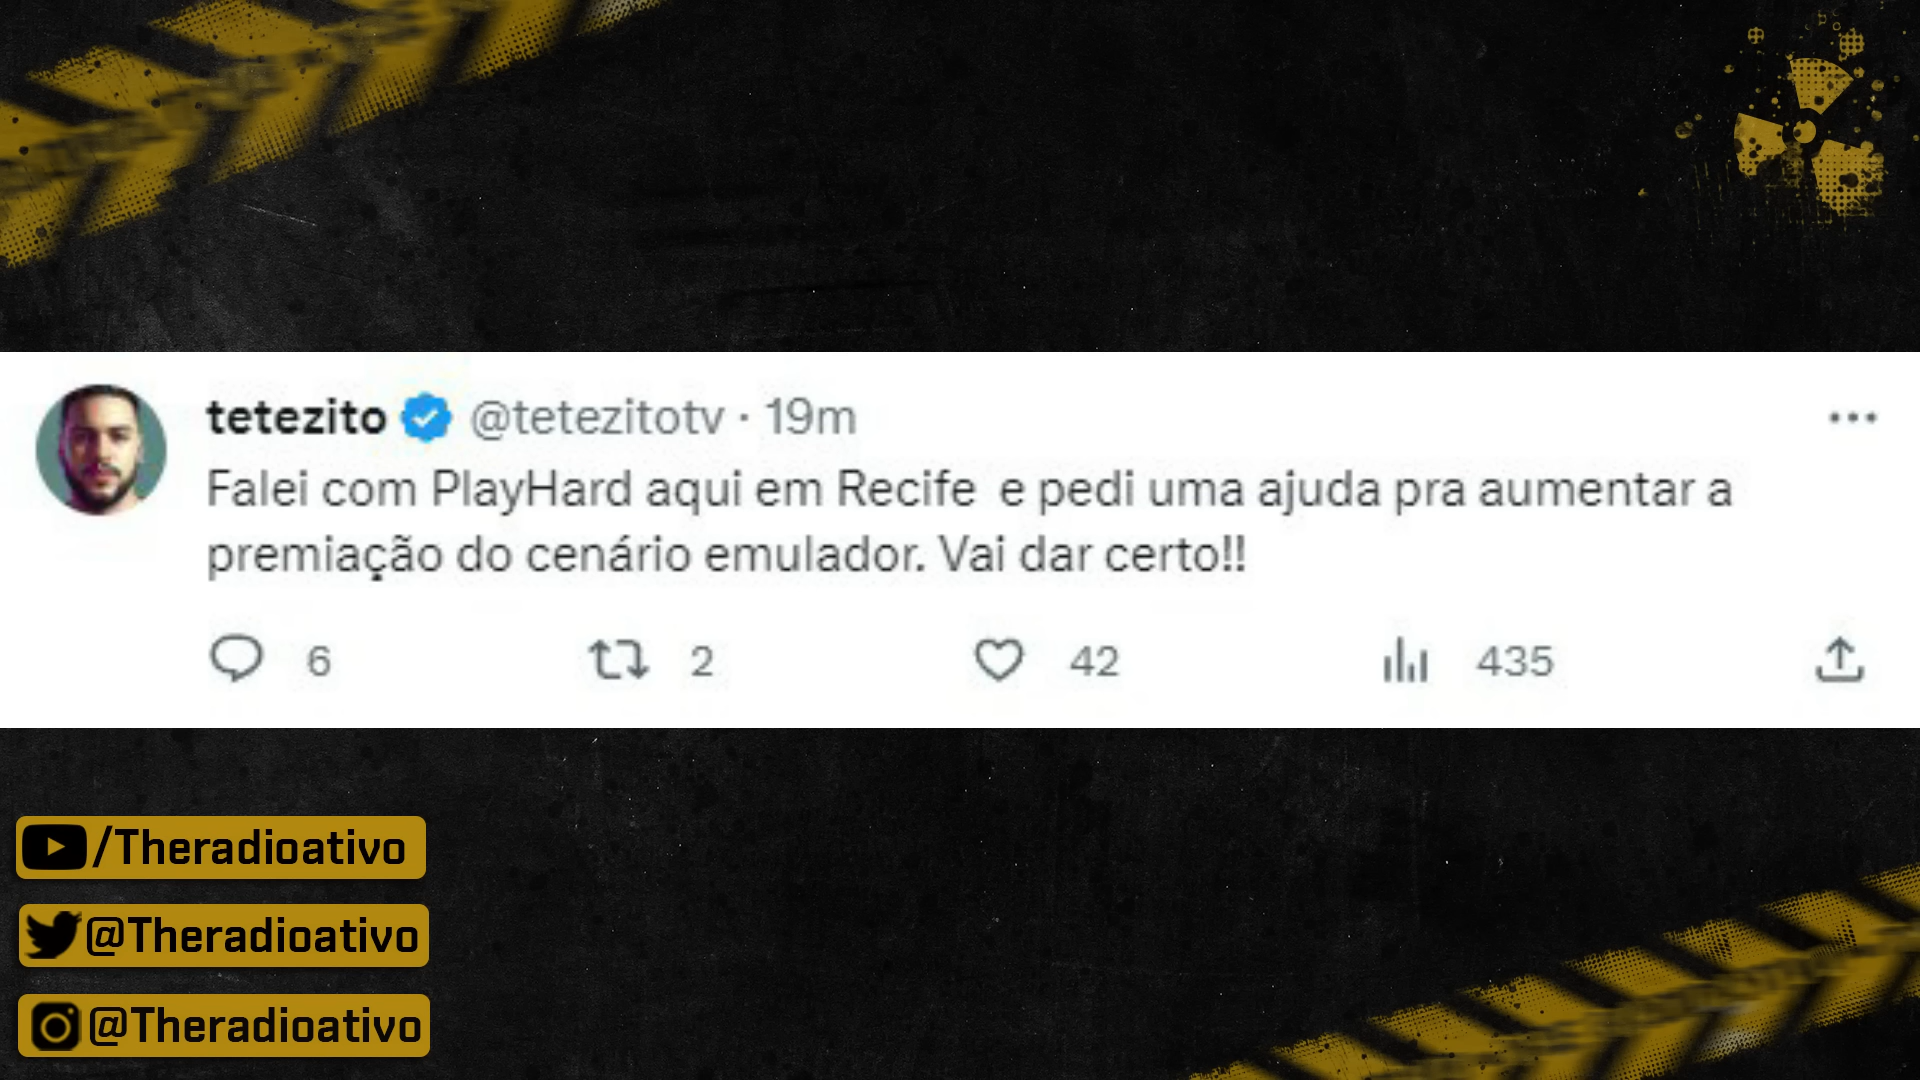 tetezito @tetezitotv · 19m
Falei com PlayHard aqui em Recife e pedi uma ajuda pra aumentar a
premiação do cenário emulador. Vai dar certo!!
6 2 42 435
/Theradioativo
@Theradioativo
@Theradioativo